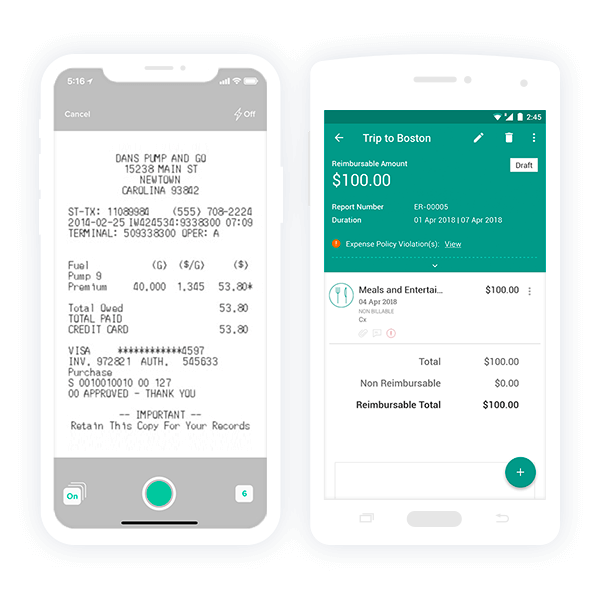 5:16
Cancel
Off
DANS PUMP AND GO
15238 MAIN ST
NEWTOWN
CAROLINA 93842
ST-TX: 11089984 (555) 708-2224
2014-02-25 IW424534:9338300 07:09
TERMINAL: 509338300 OPER: A
Fuel (G) ($/G) ($)
Pump 9
Premium 40,000 1,345 53.80*
Total Owed 53.80
TOTAL PAID
CREDIT CARD 53.80
VISA ************4597
INV. 972821 AUTH. 545633
Purchase
S 0010010010 00 127
00 APPROVED - THANK YOU
-- IMPORTANT --
Retain This Copy For Your Records
On
6
2:45
Trip to Boston
Reimbursable Amount
Draft
$100.00
Report Number ER-00005
Duration 01 Apr 2018 | 07 Apr 2018
Expense Policy Violation(s): View
Meals and Entertai... $100.00
04 Apr 2018
NON BILLABLE
Cx
Total $100.00
Non Reimbursable $0.00
Reimbursable Total $100.00